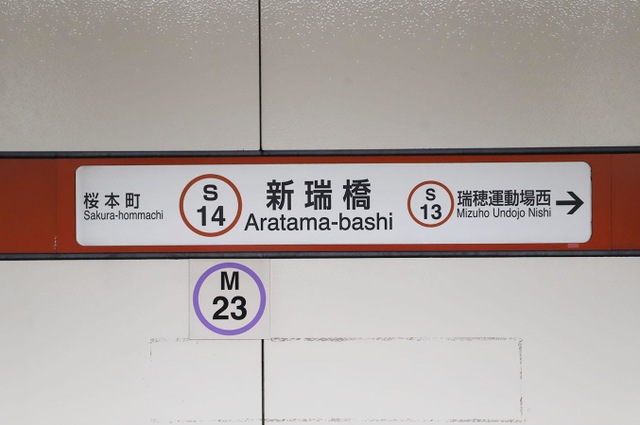 桜本町
Sakura-hommachi
S
14
新瑞橋
Aratama-bashi
S
13
瑞穂運動場西
Mizuho Undojo Nishi
M
23